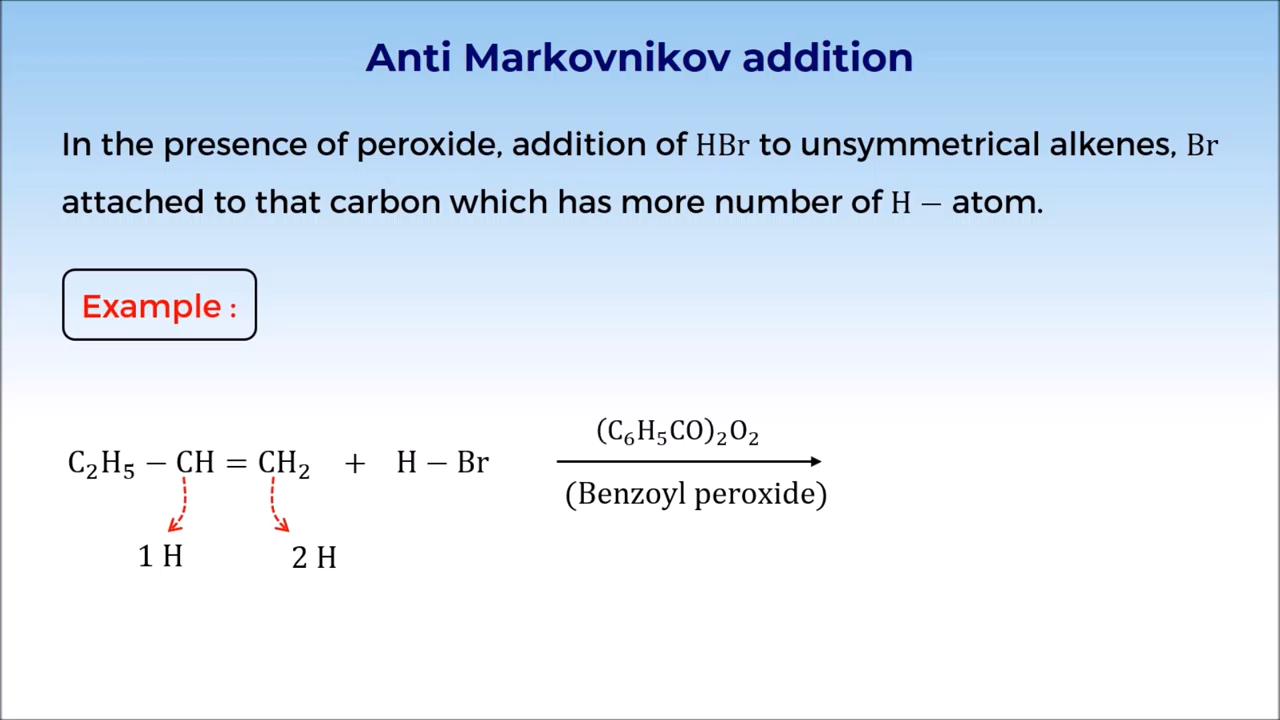 Anti Markovnikov addition
In the presence of peroxide, addition of HBr to unsymmetrical alkenes, Br
attached to that carbon which has more number of H − atom.
Example :
(C₆H₅CO)₂O₂
C₂H₅ − CH = CH₂ + H − Br
(Benzoyl peroxide)
1 H 2 H